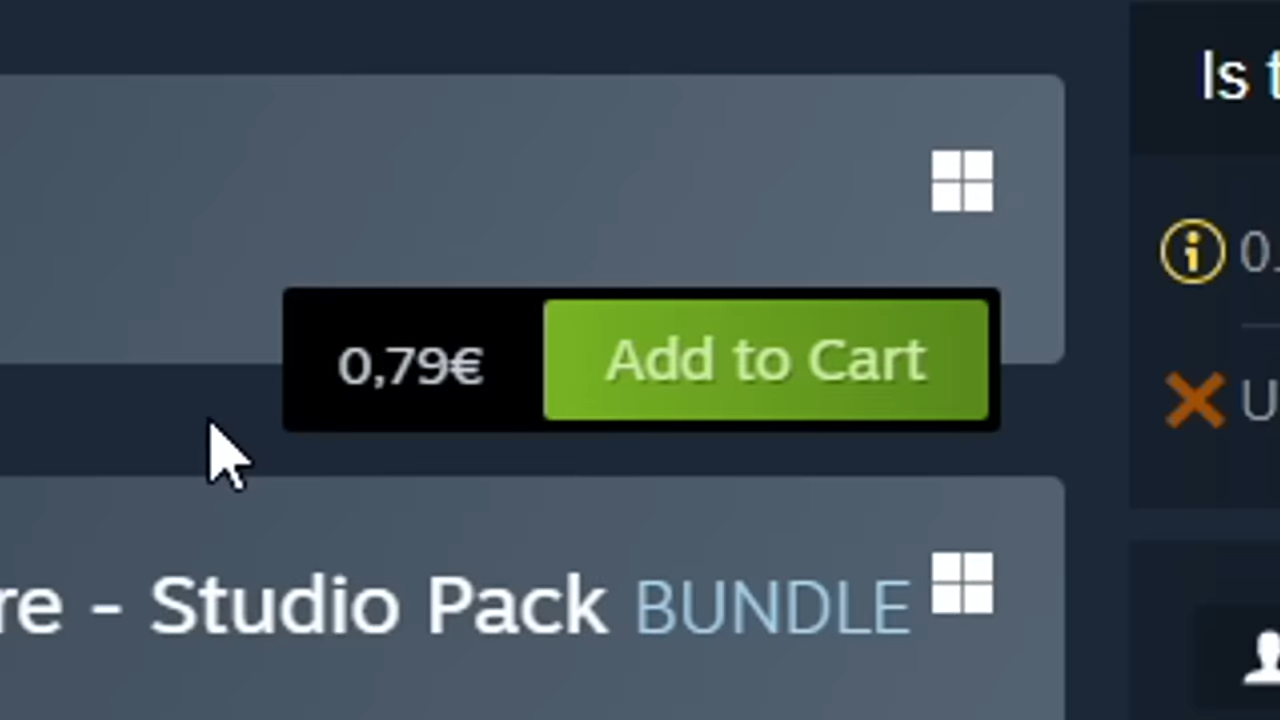 Is
0,79€ Add to Cart
re - Studio Pack BUNDLE